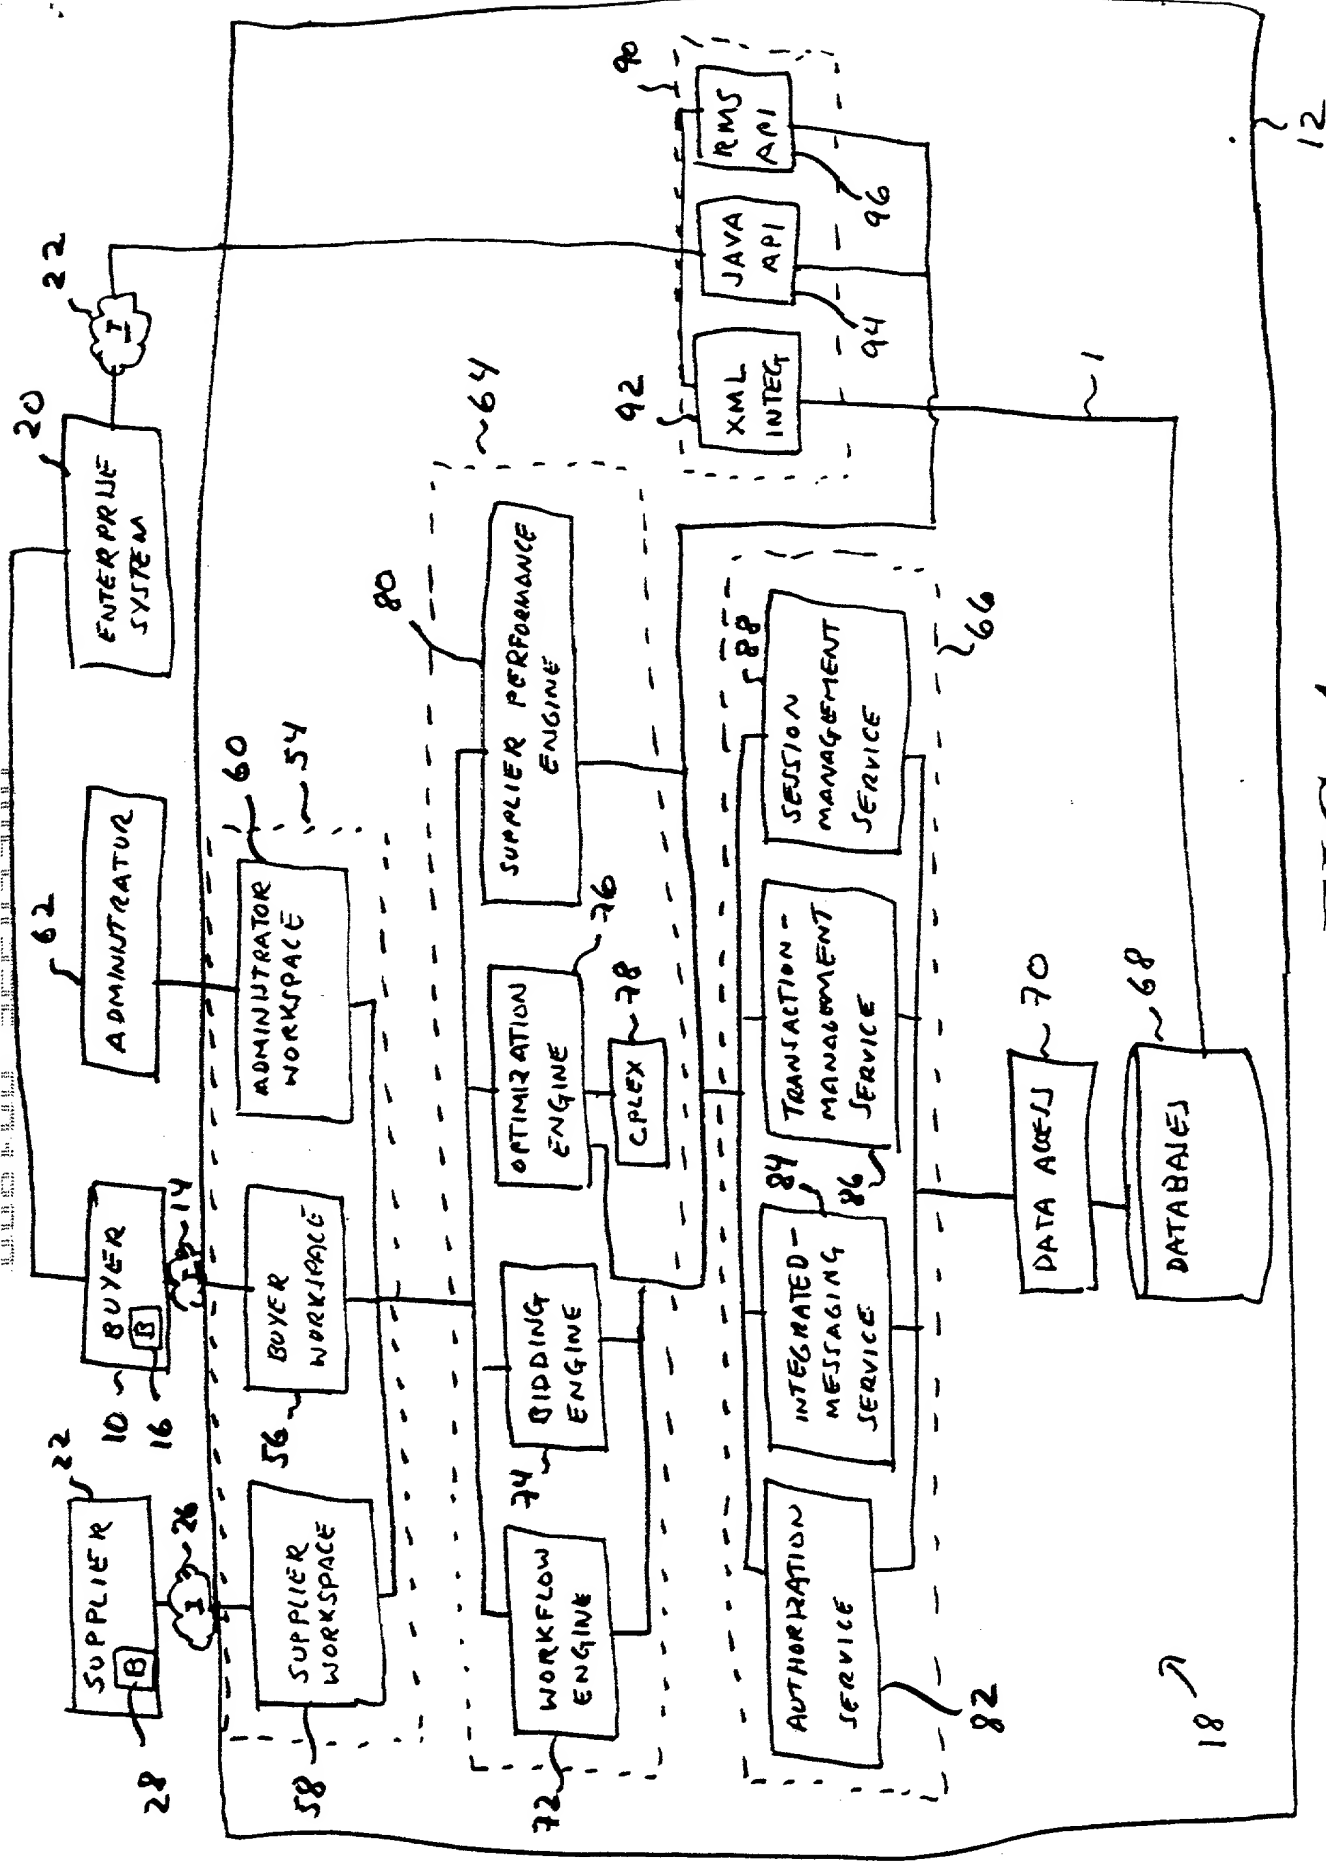 SUPPLIER
B
22
28
26
I
BUYER
B
10
16
14
I
ADMINISTRATOR
62
ENTERPRISE
SYSTEM
20
I
22
SUPPLIER
WORKSPACE
58
BUYER
WORKSPACE
56
ADMINISTRATOR
WORKSPACE
60
54
WORKFLOW
ENGINE
72
BIDDING
ENGINE
74
OPTIMIZATION
ENGINE
76
CPLEX
78
SUPPLIER PERFORMANCE
ENGINE
80
64
XML
INTEG
92
JAVA
API
94
RMS
API
96
90
AUTHORIZATION
SERVICE
82
INTEGRATED-
MESSAGING
SERVICE
84
TRANSACTION-
MANAGEMENT
SERVICE
86
SESSION
MANAGEMENT
SERVICE
88
66
DATA ACCESS
70
DATABASES
68
1
18
12